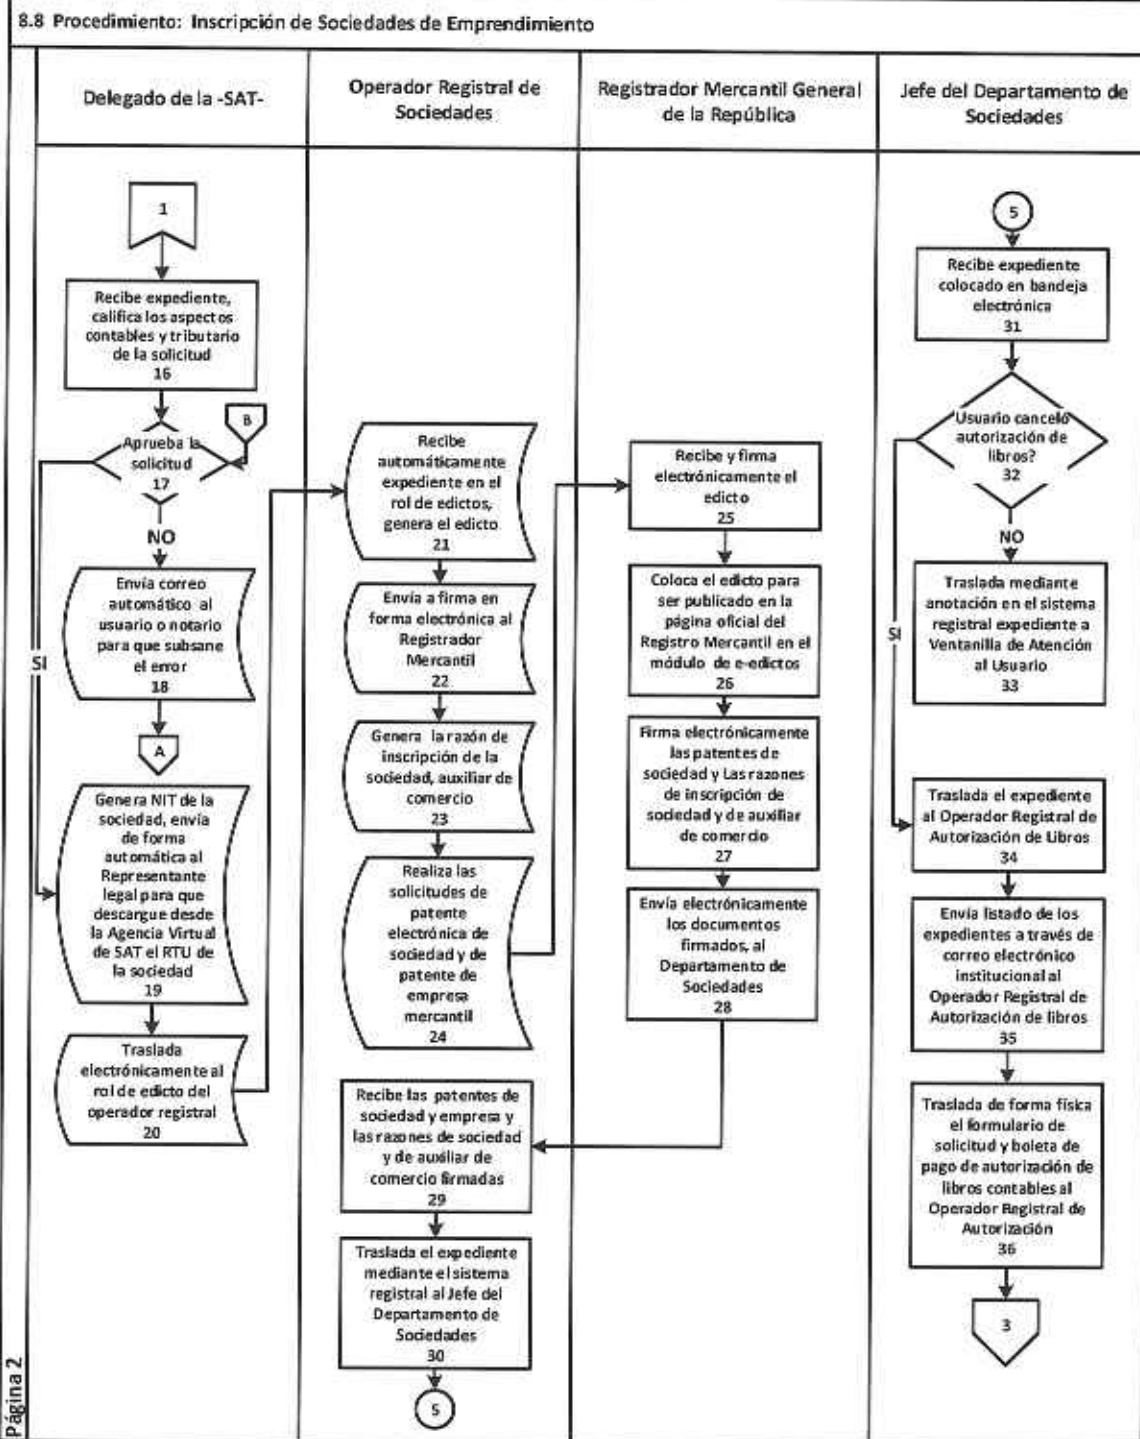 8.8 Procedimiento: Inscripción de Sociedades de Emprendimiento
Delegado de la -SAT-
Operador Registral de
Sociedades
Registrador Mercantil General
de la República
Jefe del Departamento de
Sociedades
1
Recibe expediente,
califica los aspectos
contables y tributario
de la solicitud
16
B
Aprueba la
solicitud
17
NO
SI
Envía correo
automático al
usuario o notario
para que subsane
el error
18
A
Genera NIT de la
sociedad, envía
de forma
automática al
Representante
legal para que
descargue desde
la Agencia Virtual
de SAT el RTU de
la sociedad
19
Traslada
electrónicamente al
rol de edicto del
operador registral
20
Recibe
automáticamente
expediente en el
rol de edictos,
genera el edicto
21
Envía a firma en
forma electrónica al
Registrador
Mercantil
22
Genera la razón de
inscripción de la
sociedad, auxiliar de
comercio
23
Realiza las
solicitudes de
patente
electrónica de
sociedad y de
patente de
empresa
mercantil
24
Recibe las patentes de
sociedad y empresa y
las razones de sociedad
y de auxiliar de
comercio firmadas
29
Traslada el expediente
mediante el sistema
registral al Jefe del
Departamento de
Sociedades
30
5
Recibe y firma
electrónicamente el
edicto
25
Coloca el edicto para
ser publicado en la
página oficial del
Registro Mercantil en el
módulo de e-edictos
26
Firma electrónicamente
las patentes de
sociedad y Las razones
de inscripción de
sociedad y de auxiliar
de comercio
27
Envía electrónicamente
los documentos
firmados, al
Departamento de
Sociedades
28
5
Recibe expediente
colocado en bandeja
electrónica
31
Usuario canceló
autorización de
libros?
32
NO
SI
Traslada mediante
anotación en el sistema
registral expediente a
Ventanilla de Atención
al Usuario
33
Traslada el expediente
al Operador Registral de
Autorización de Libros
34
Envía listado de los
expedientes a través de
correo electrónico
institucional al
Operador Registral de
Autorización de libros
35
Traslada de forma física
el formulario de
solicitud y boleta de
pago de autorización de
libros contables al
Operador Registral de
Autorización
36
3
Página 2